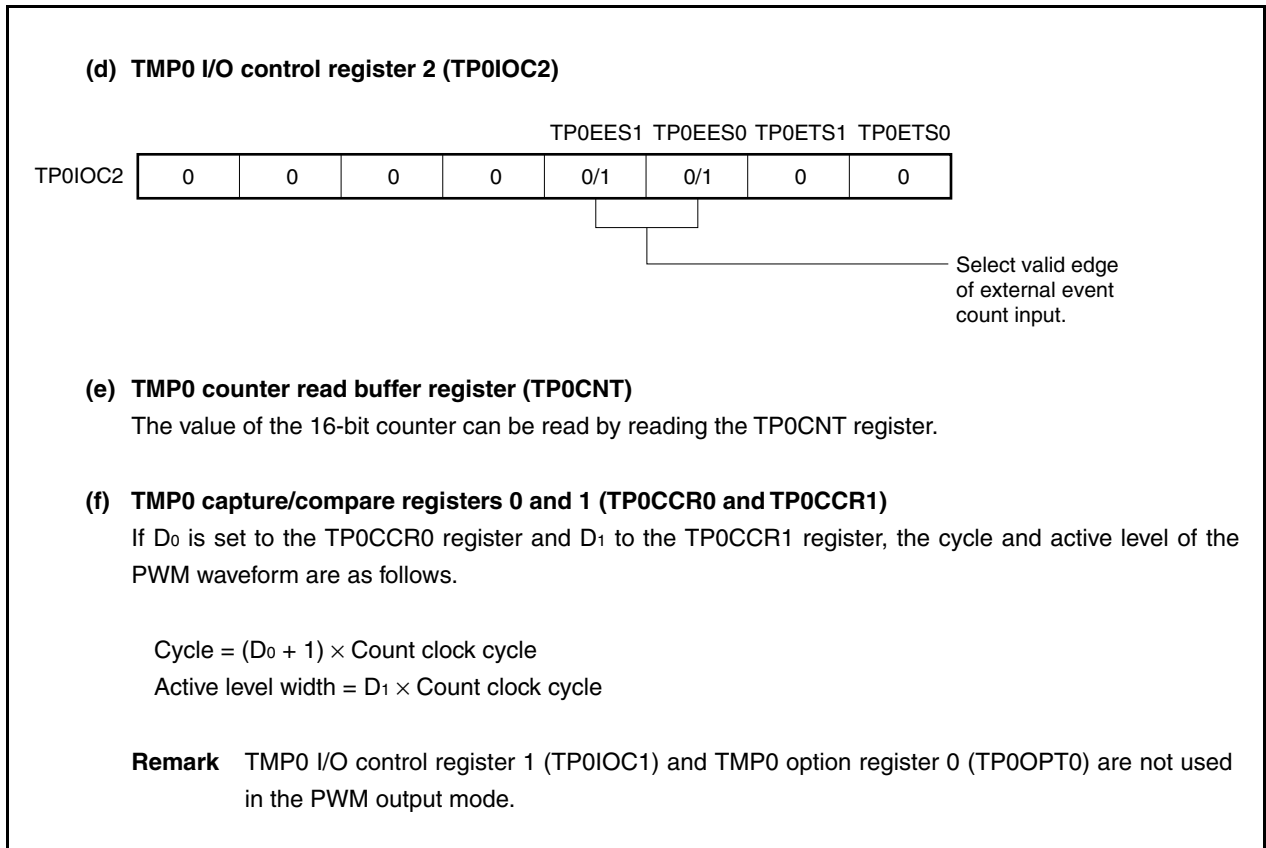 (d) TMP0 I/O control register 2 (TP0IOC2)
TP0EES1 TP0EES0 TP0ETS1 TP0ETS0
TP0IOC2 0 0 0 0 0/1 0/1 0 0
Select valid edge
of external event
count input.
(e) TMP0 counter read buffer register (TP0CNT)
The value of the 16-bit counter can be read by reading the TP0CNT register.
(f) TMP0 capture/compare registers 0 and 1 (TP0CCR0 and TP0CCR1)
If D0 is set to the TP0CCR0 register and D1 to the TP0CCR1 register, the cycle and active level of the
PWM waveform are as follows.
Cycle = (D0 + 1) × Count clock cycle
Active level width = D1 × Count clock cycle
Remark TMP0 I/O control register 1 (TP0IOC1) and TMP0 option register 0 (TP0OPT0) are not used
in the PWM output mode.